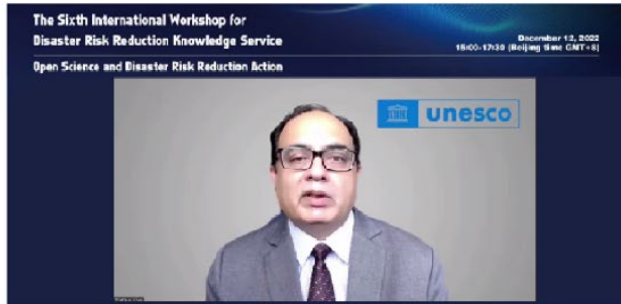 The Sixth International Workshop for
Disaster Risk Reduction Knowledge Service
December 12, 2022
15:00-17:30 (Beijing time GMT+8)
Open Science and Disaster Risk Reduction Action
unesco